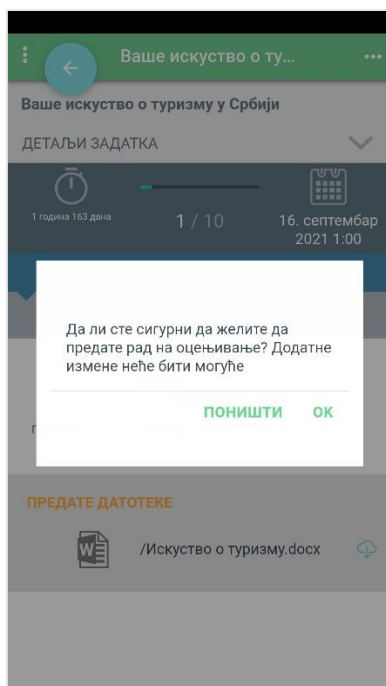 Ваше искуство о ту...
Ваше искуство о туризму у Србији
ДЕТАЉИ ЗАДАТКА
1 година 163 дана
1 / 10
16. септембар
2021 1:00
Да ли сте сигурни да желите да
предате рад на оцењивање? Додатне
измене неће бити могуће
ПОНИШТИ ОК
ПРЕДАТЕ ДАТОТЕКЕ
W
/Искуство о туризму.docx